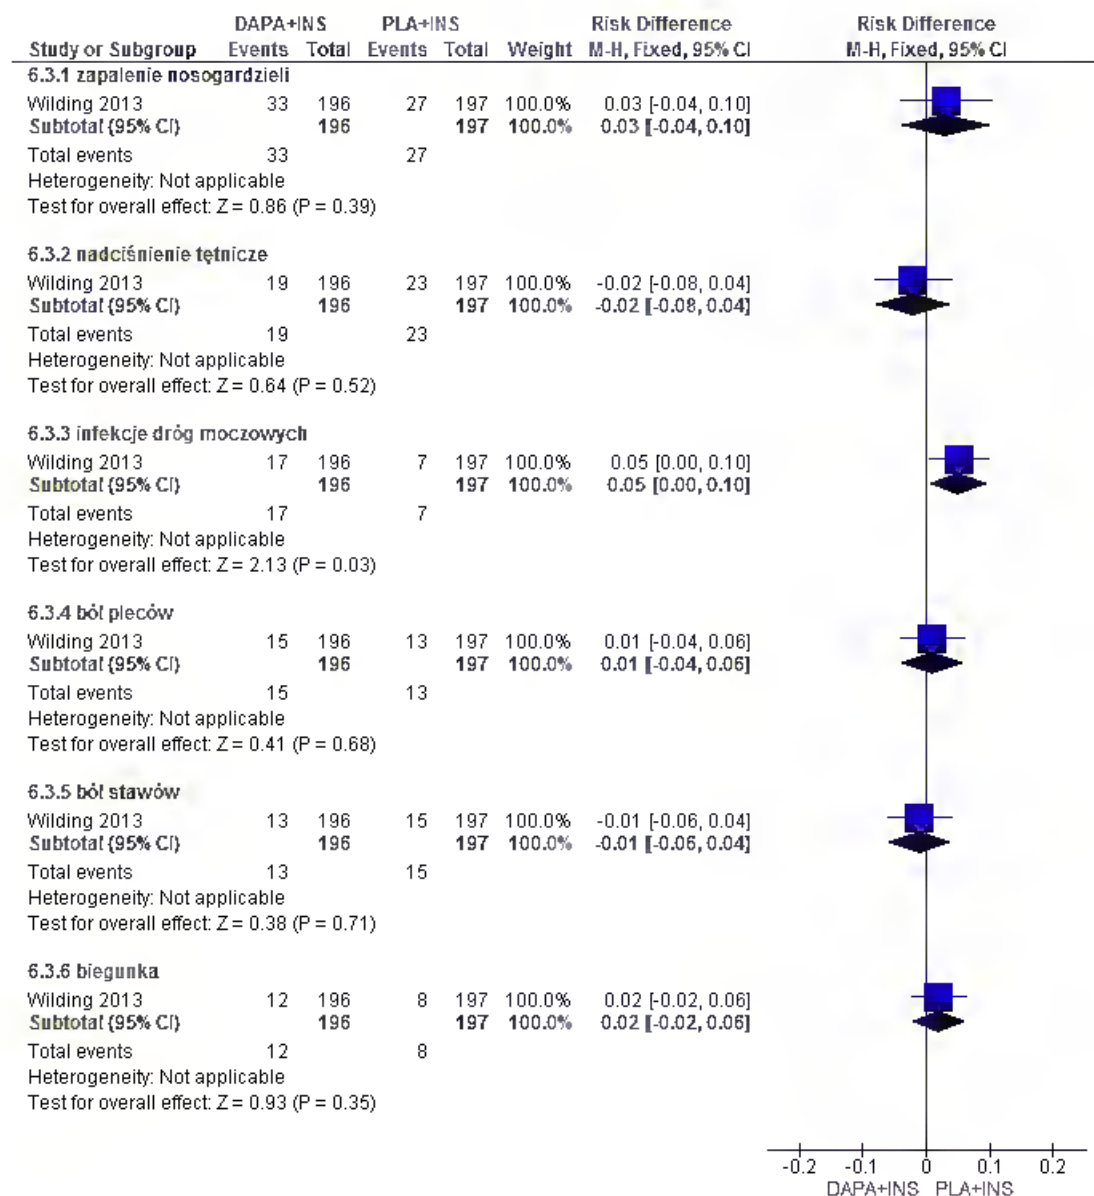 DAPA+INS PLA+INS Risk Difference Risk Difference
Study or Subgroup Events Total Events Total Weight M-H, Fixed, 95% CI M-H, Fixed, 95% CI
6.3.1 zapalenie nosogardzieli
Wilding 2013 33 196 27 197 100.0% 0.03 [-0.04, 0.10]
Subtotal (95% CI) 196 197 100.0% 0.03 [-0.04, 0.10]
Total events 33 27
Heterogeneity: Not applicable
Test for overall effect: Z = 0.86 (P = 0.39)
6.3.2 nadciśnienie tętnicze
Wilding 2013 19 196 23 197 100.0% -0.02 [-0.08, 0.04]
Subtotal (95% CI) 196 197 100.0% -0.02 [-0.08, 0.04]
Total events 19 23
Heterogeneity: Not applicable
Test for overall effect: Z = 0.64 (P = 0.52)
6.3.3 infekcje dróg moczowych
Wilding 2013 17 196 7 197 100.0% 0.05 [0.00, 0.10]
Subtotal (95% CI) 196 197 100.0% 0.05 [0.00, 0.10]
Total events 17 7
Heterogeneity: Not applicable
Test for overall effect: Z = 2.13 (P = 0.03)
6.3.4 ból pleców
Wilding 2013 15 196 13 197 100.0% 0.01 [-0.04, 0.06]
Subtotal (95% CI) 196 197 100.0% 0.01 [-0.04, 0.06]
Total events 15 13
Heterogeneity: Not applicable
Test for overall effect: Z = 0.41 (P = 0.68)
6.3.5 ból stawów
Wilding 2013 13 196 15 197 100.0% -0.01 [-0.06, 0.04]
Subtotal (95% CI) 196 197 100.0% -0.01 [-0.06, 0.04]
Total events 13 15
Heterogeneity: Not applicable
Test for overall effect: Z = 0.38 (P = 0.71)
6.3.6 biegunka
Wilding 2013 12 196 8 197 100.0% 0.02 [-0.02, 0.06]
Subtotal (95% CI) 196 197 100.0% 0.02 [-0.02, 0.06]
Total events 12 8
Heterogeneity: Not applicable
Test for overall effect: Z = 0.93 (P = 0.35)
-0.2 -0.1 0 0.1 0.2
DAPA+INS PLA+INS